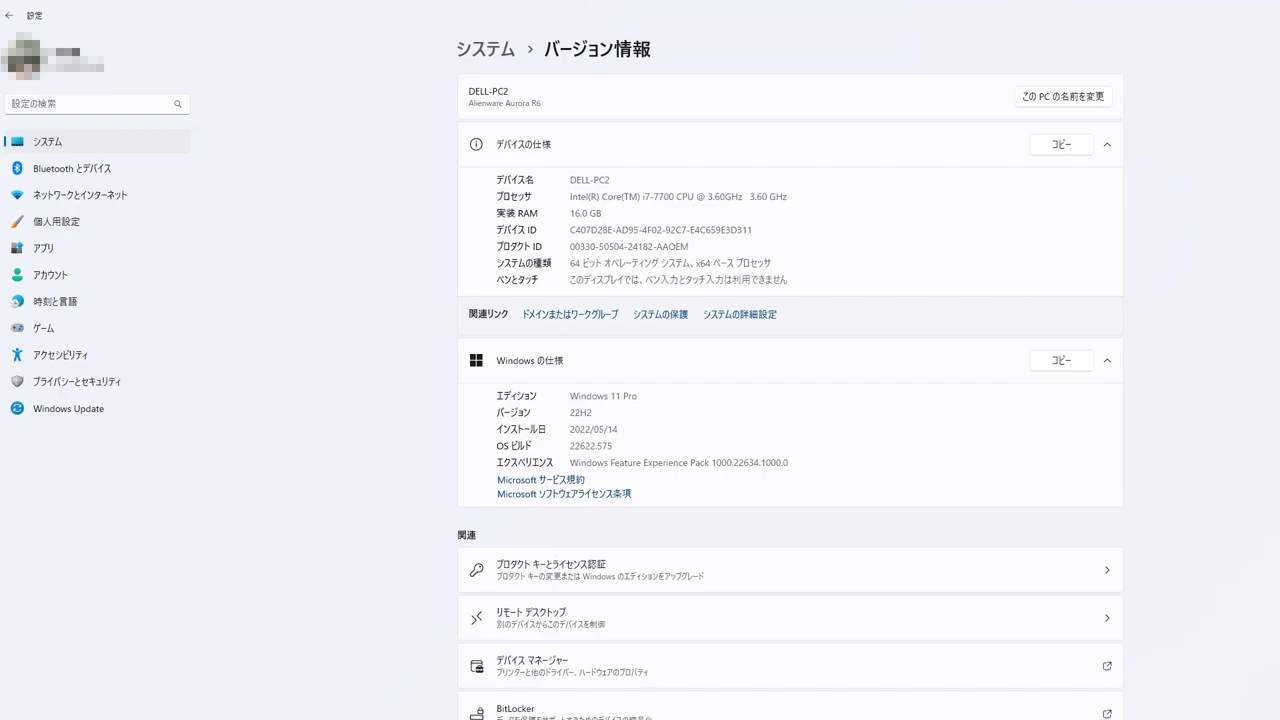 設定
設定の検索
システム
Bluetooth とデバイス
ネットワークとインターネット
個人用設定
アプリ
アカウント
時刻と言語
ゲーム
アクセシビリティ
プライバシーとセキュリティ
Windows Update
システム › バージョン情報
DELL-PC2
Alienware Aurora R6
この PC の名前を変更
デバイスの仕様
コピー
デバイス名 DELL-PC2
プロセッサ Intel(R) Core(TM) i7-7700 CPU @ 3.60GHz 3.60 GHz
実装 RAM 16.0 GB
デバイス ID C407D28E-AD95-4F02-92C7-E4C659E3D311
プロダクト ID 00330-50504-24182-AAOEM
システムの種類 64 ビット オペレーティング システム、x64 ベース プロセッサ
ペンとタッチ このディスプレイでは、ペン入力とタッチ入力は利用できません
関連リンク ドメインまたはワークグループ システムの保護 システムの詳細設定
Windows の仕様
コピー
エディション Windows 11 Pro
バージョン 22H2
インストール日 2022/05/14
OS ビルド 22622.575
エクスペリエンス Windows Feature Experience Pack 1000.22634.1000.0
Microsoft サービス規約
Microsoft ソフトウェアライセンス条項
関連
プロダクト キーとライセンス認証
プロダクト キーの変更または Windows のエディションをアップグレード
リモート デスクトップ
別のデバイスからこのデバイスを制御
デバイス マネージャー
プリンターと他のドライバー、ハードウェアのプロパティ
BitLocker